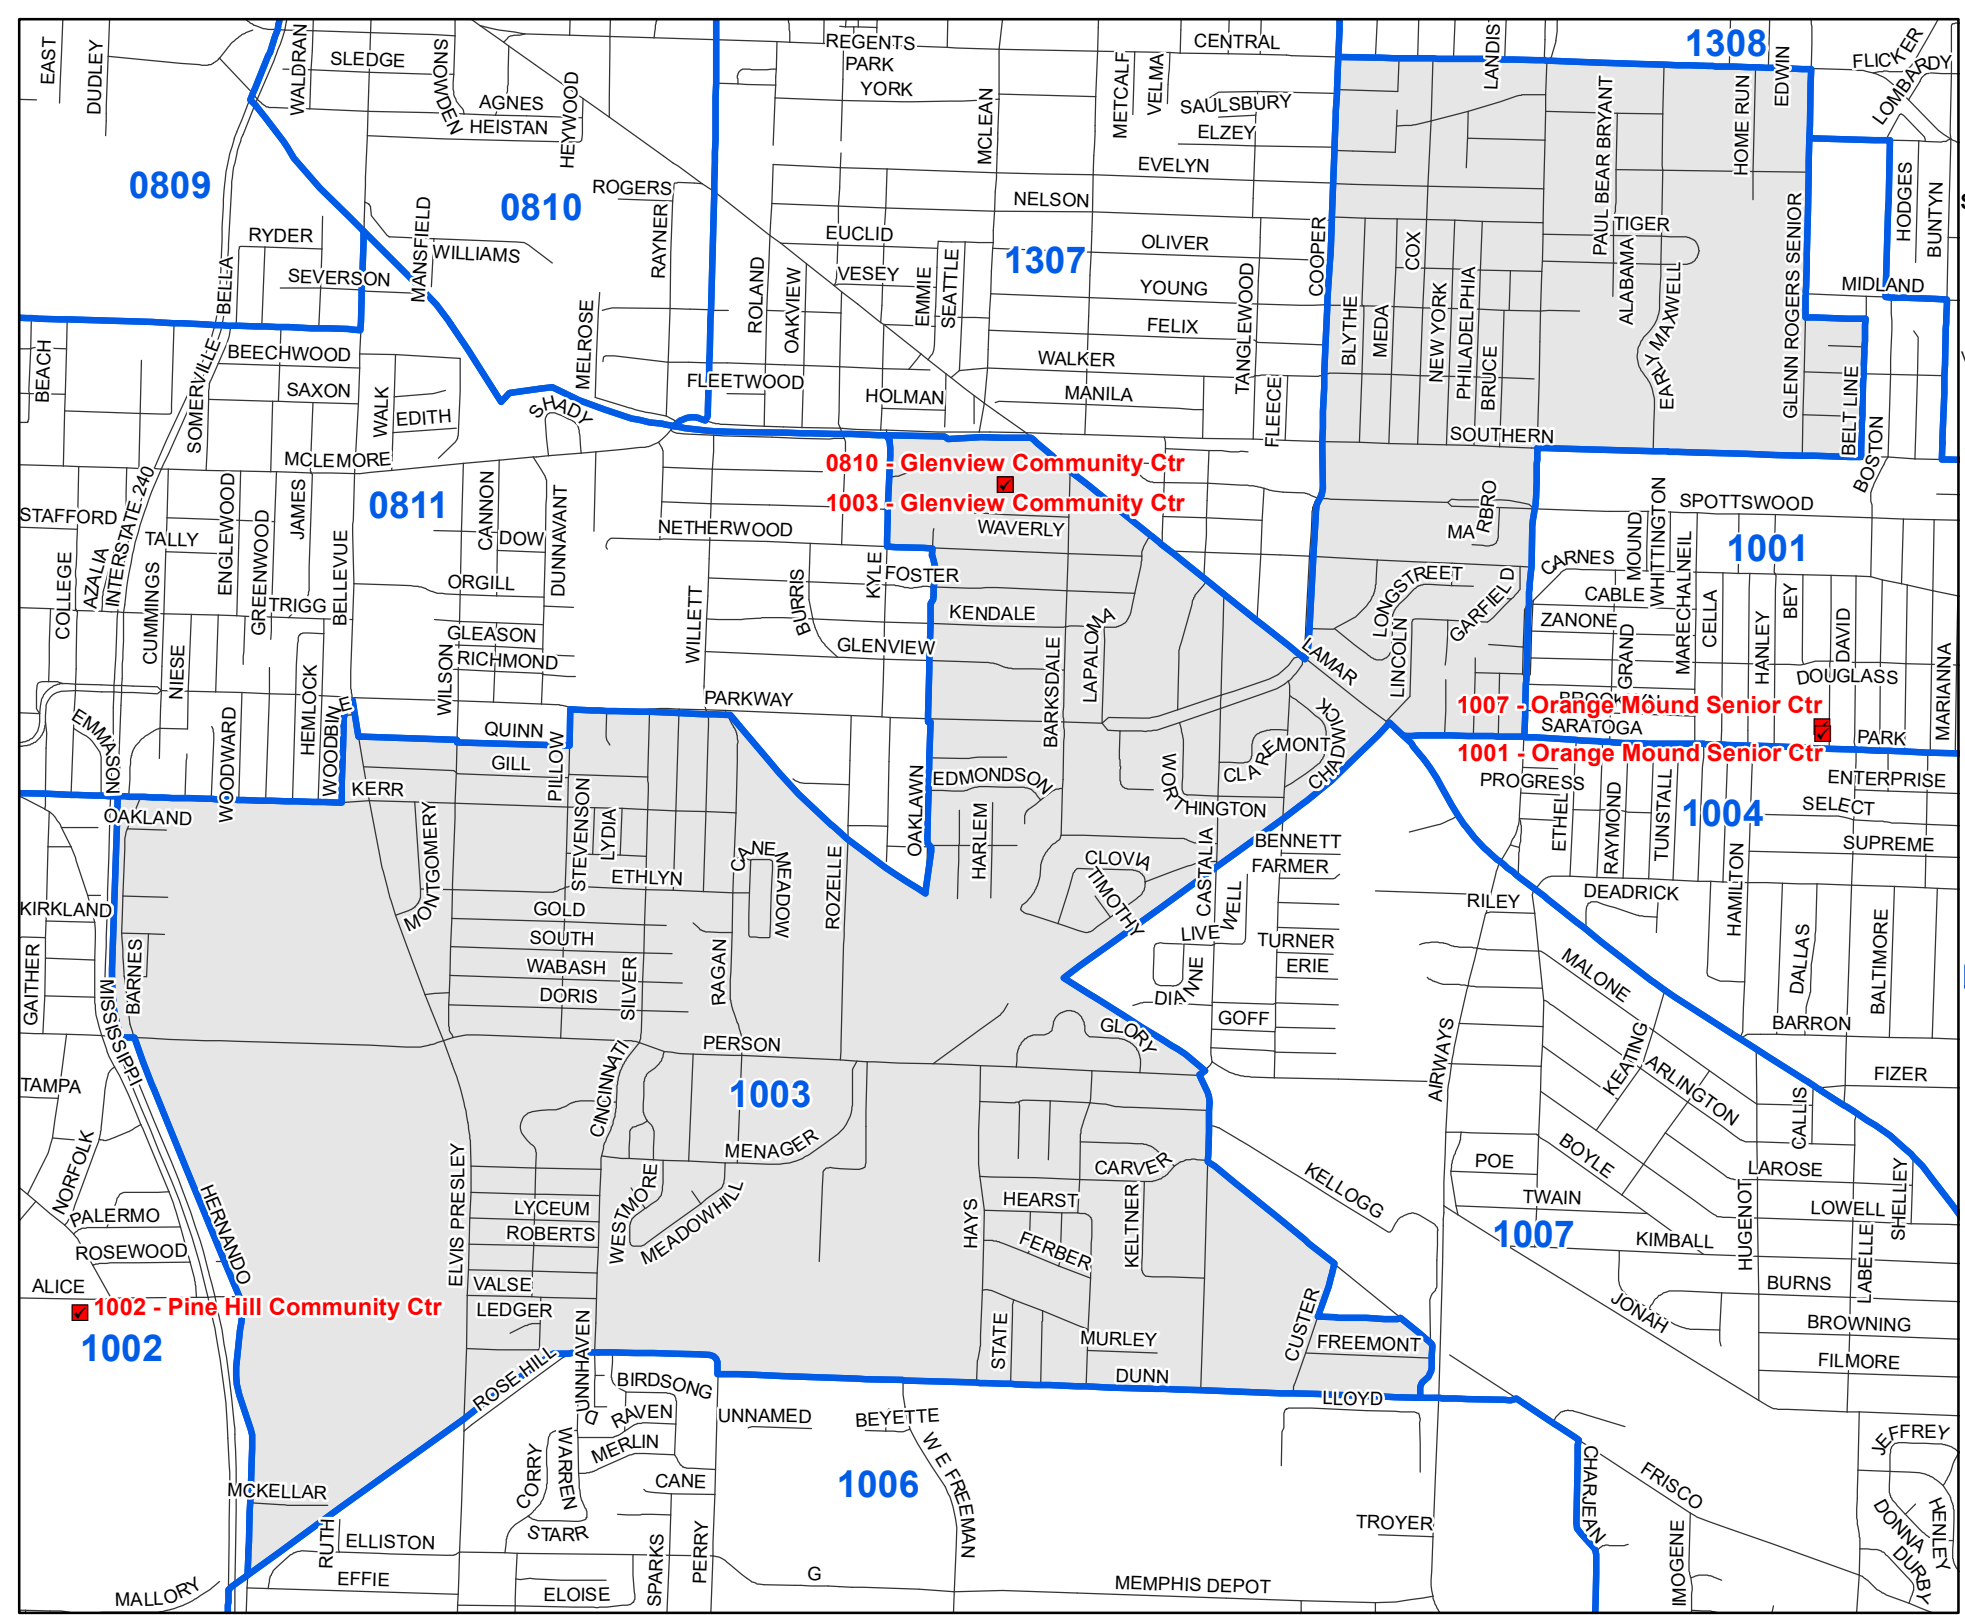 EAST
DUDLEY
WALDRAN
SLEDGE
SNOWDEN
EDMONS
AGNES
HEISTAN
HEYWOOD
REGENTS
PARK
YORK
MCLEAN
METCALF
VELMA
CENTRAL
SAULSBURY
ELZEY
EVELYN
LANDIS
1308
EDWIN
FLICKER
LOMBARDY
HOME RUN
PAUL BEAR BRYANT
HODGES
BUNTYN
0809
0810
ROGERS
RAYNER
NELSON
EUCLID
OLIVER
1307
VESEY
EMMIE
SEATTLE
YOUNG
FELIX
COOPER
COX
TIGER
ALABAMA
EARLY MAXWELL
GLENN ROGERS SENIOR
MIDLAND
RYDER
SEVERSON
BELLA
MANSFIELD
WILLIAMS
ROLAND
OAKVIEW
TANGLEWOOD
BLYTHE
MEDA
NEW YORK
PHILADELPHIA
BRUCE
BEACH
SOMERVILLE
BEECHWOOD
SAXON
WALK
EDITH
MELROSE
SHADY
FLEETWOOD
HOLMAN
WALKER
MANILA
FLEECE
SOUTHERN
BELT LINE
BOSTON
MCLEMORE
0811
0810 - Glenview Community Ctr
1003 - Glenview Community Ctr
WAVERLY
STAFFORD
INTERSTATE 240
TALLY
ENGLEWOOD
GREENWOOD
JAMES
BELLEVUE
CANNON
DOW
DUNNAVANT
NETHERWOOD
MARBRO
SPOTTSWOOD
1001
COLLEGE
AZALIA
CUMMINGS
NIESE
TRIGG
ORGILL
GLEASON
RICHMOND
WILSON
WILLETT
BURRIS
KYLE
FOSTER
KENDALE
GLENVIEW
BARKSDALE
LAPALOMA
LAMAR
LONGSTREET
LINCOLN
GARFIELD
CARNES
CABLE
ZANONE
MOUND
WHITTINGTON
MARECHALNEIL
GRAND
CELLA
HANLEY
BEY
DAVID
DOUGLASS
MARIANNA
BROOKLYN
1007 - Orange Mound Senior Ctr
SARATOGA
PARK
1001 - Orange Mound Senior Ctr
EMMA
NOS
WOODWARD
HEMLOCK
WOODBINE
PARKWAY
QUINN
GILL
PILLOW
KERR
OAKLAND
MONTGOMERY
STEVENSON
LYDIA
ETHLYN
CANE
MEADOW
ROZELLE
OAKLAWN
EDMONDSON
HARLEM
WORTHINGTON
CLAREMONT
CHADWICK
CHADWICK
CLOVIA
TIMOTHY
CASTALIA
WELL
BENNETT
FARMER
PROGRESS
ENTERPRISE
SELECT
SUPREME
1004
ETHEL
RAYMOND
TUNSTALL
HAMILTON
RILEY
DEADRICK
DALLAS
BALTIMORE
KIRKLAND
GAITHER
BARNES
MISSISSIPPI
GOLD
SOUTH
WABASH
DORIS
SILVER
RAGAN
LIVE
DIANNE
TURNER
ERIE
GOFF
GLORY
MALONE
BARRON
FIZER
PERSON
1003
CINCINNATI
MENAGER
AIRWAYS
KEATING
ARLINGTON
CALLIS
TAMPA
NORFOLK
PALERMO
ROSEWOOD
ALICE
HERNANDO
ELVIS PRESLEY
LYCEUM
ROBERTS
WESTMORE
MEADOWHILL
VALSE
LEDGER
HAYS
HEARST
CARVER
FERBER
KELTNER
KELLOGG
POE
BOYLE
TWAIN
1007
KIMBALL
HUGENOT
LAROSE
LOWELL
SHELLEY
LABELLE
BURNS
JONAH
BROWNING
FILMORE
1002 - Pine Hill Community Ctr
1002
STATE
MURLEY
DUNN
CUSTER
FREEMONT
LLOYD
ROSE HILL
DUNNHAVEN
BIRDSONG
RAVEN
MERLIN
CANE
CORRY
WARREN
STARR
UNNAMED
BEYETTE
W E FREEMAN
1006
MCKELLAR
RUTH
ELLISTON
EFFIE
ELOISE
SPARKS
PERRY
MALLORY
G
MEMPHIS DEPOT
TROYER
CHARJEAN
FRISCO
IMOGENE
JEFFREY
DONNA
HENLEY
DURBY